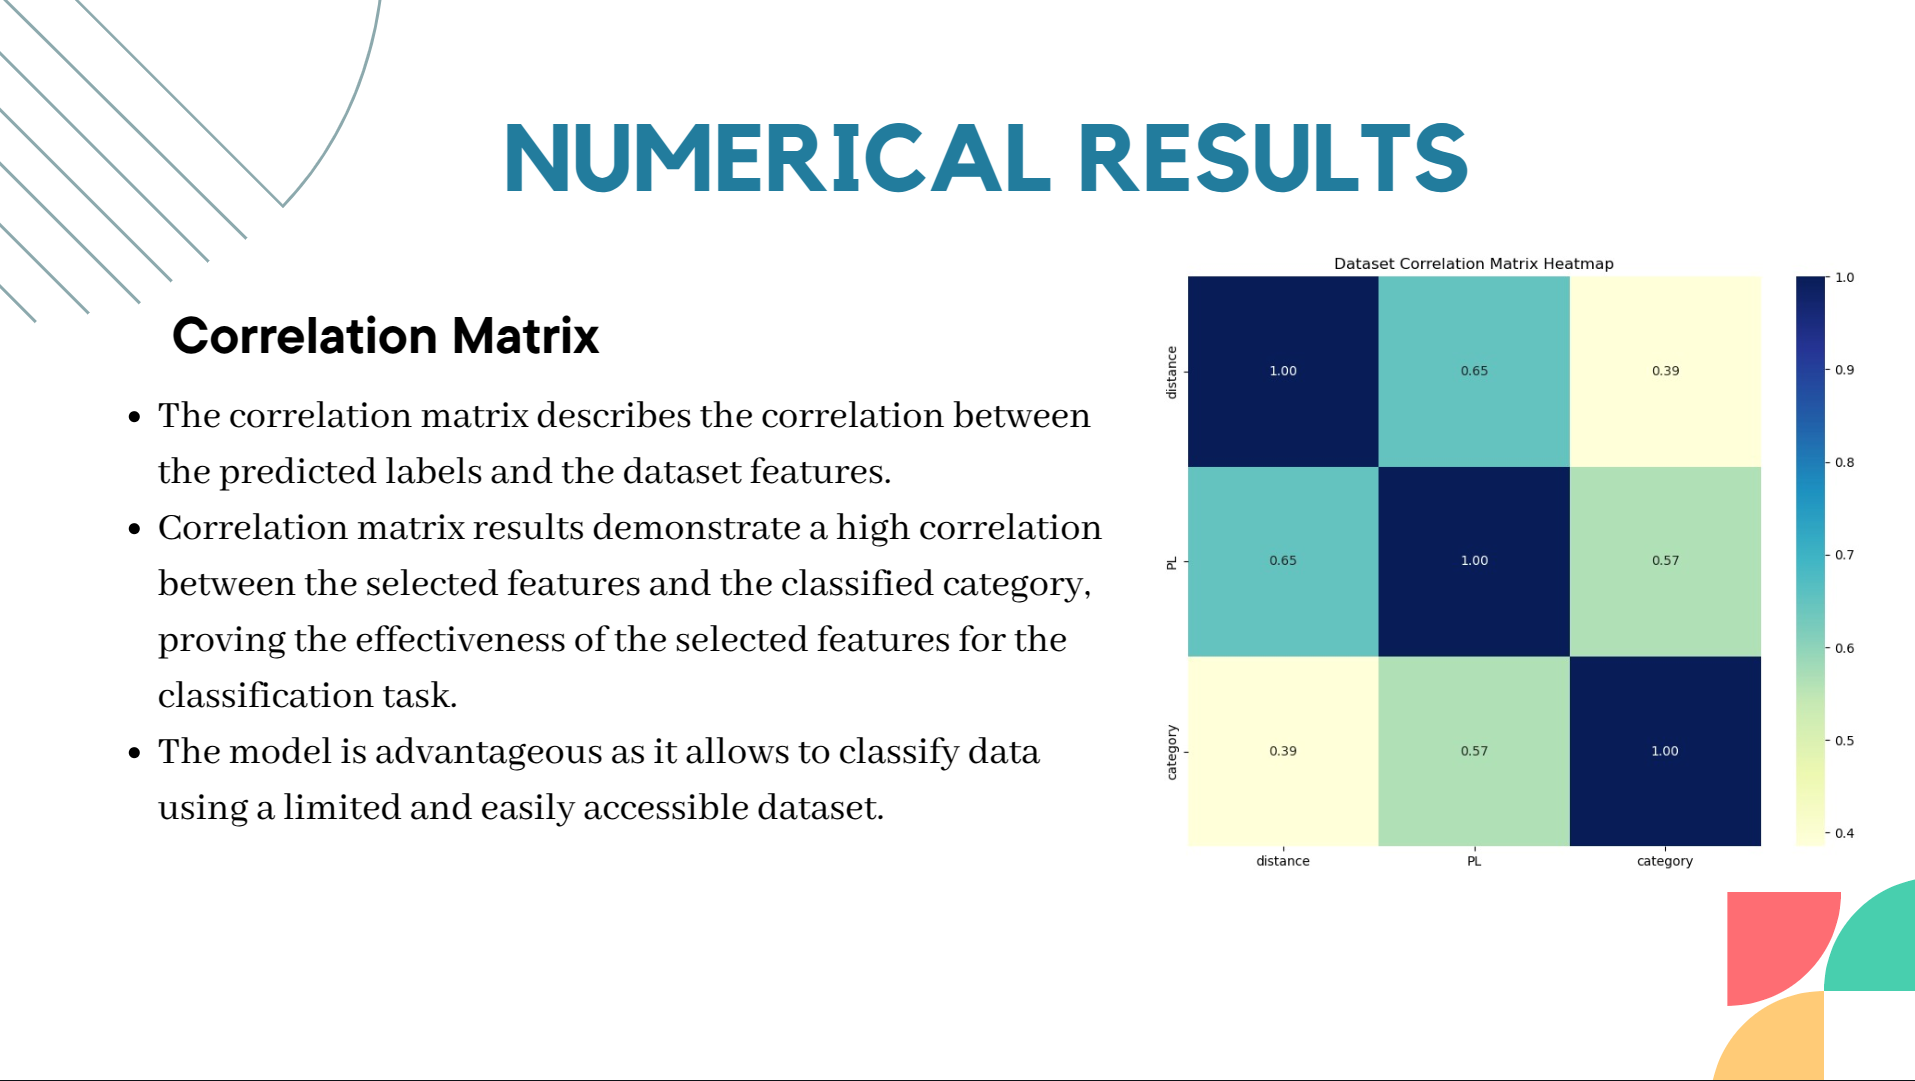 NUMERICAL RESULTS
Correlation Matrix
• The correlation matrix describes the correlation between
the predicted labels and the dataset features.
• Correlation matrix results demonstrate a high correlation
between the selected features and the classified category,
proving the effectiveness of the selected features for the
classification task.
• The model is advantageous as it allows to classify data
using a limited and easily accessible dataset.
Dataset Correlation Matrix Heatmap
distance
1.00 0.65 0.39
PL
0.65 1.00 0.57
category
0.39 0.57 1.00
distance PL category
1.0
0.9
0.8
0.7
0.6
0.5
0.4